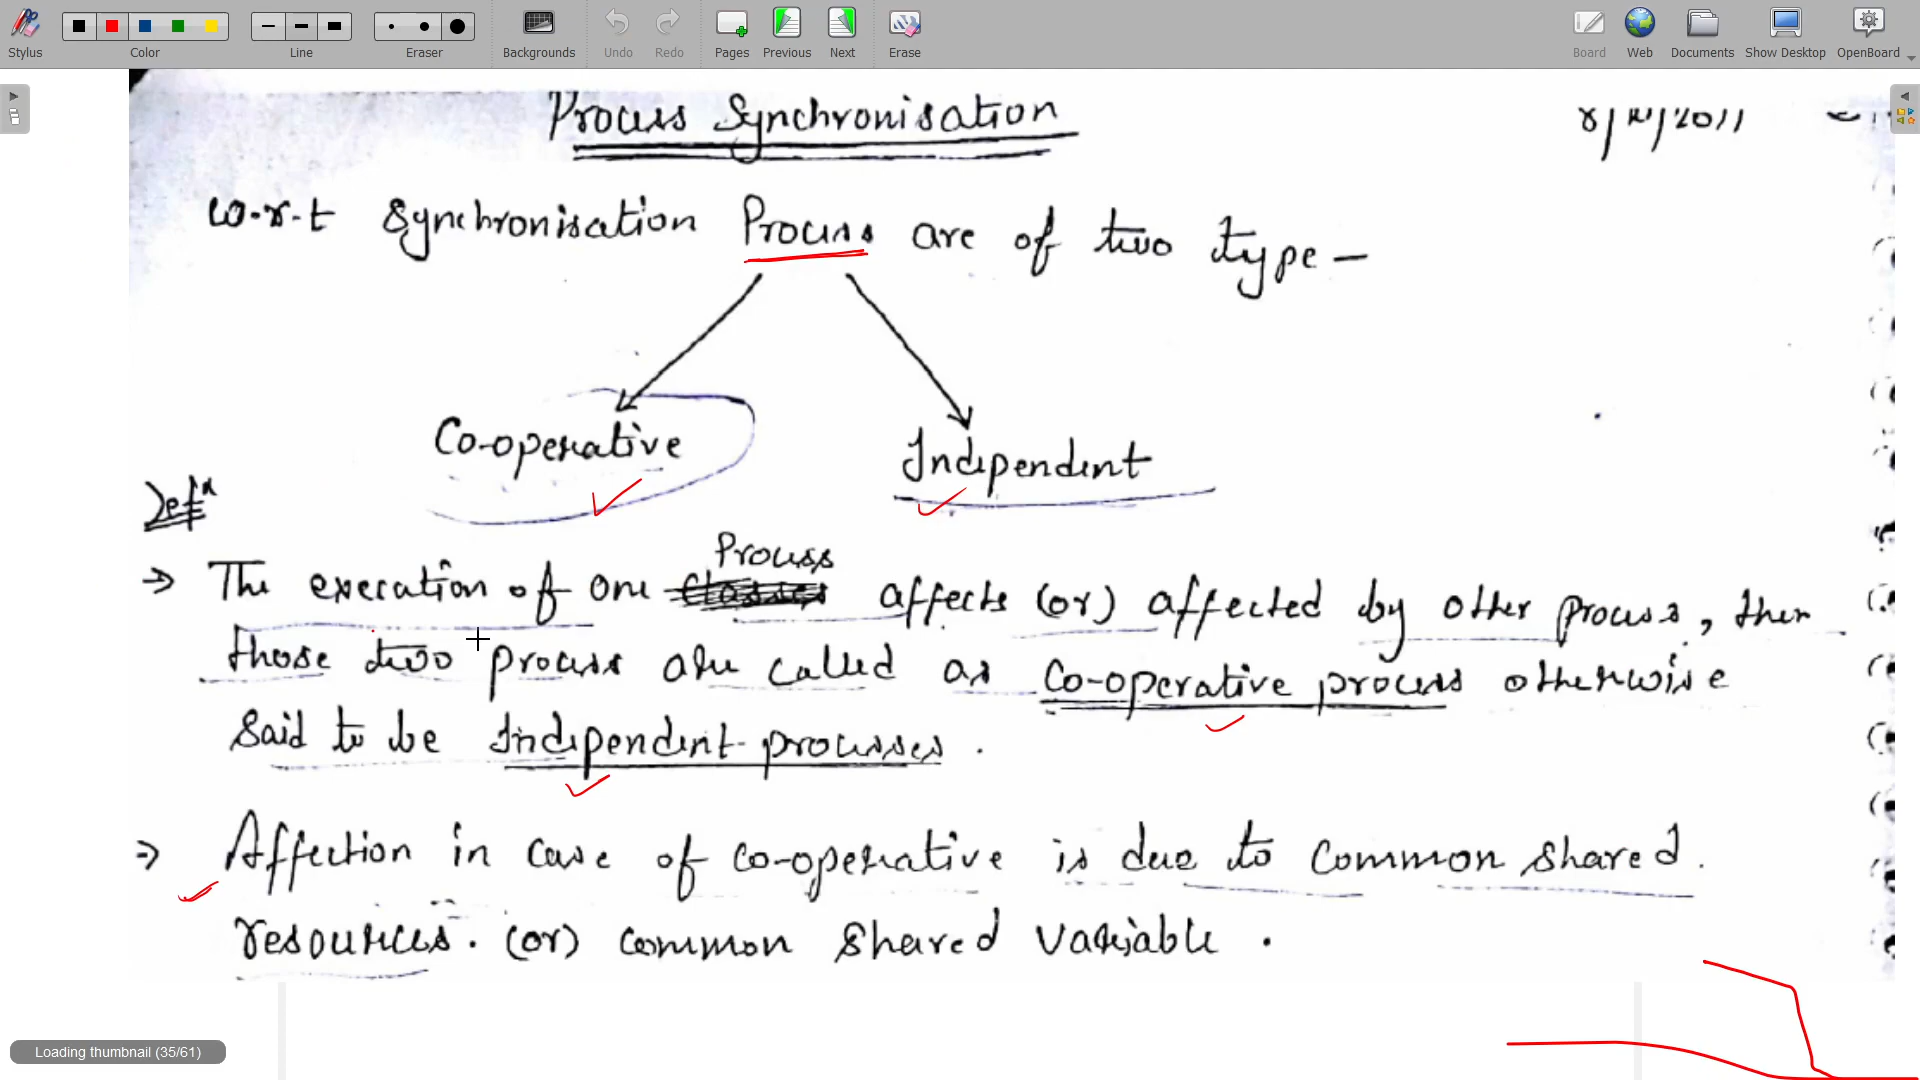 Stylus Color Line Eraser Backgrounds Undo Redo Pages Previous Next Erase Board Web Documents Show Desktop OpenBoard
Process Synchronisation
w.r.t Synchronisation Process are of two type –
Co-operative Independent
Defn
→ The execution of one Process affects (or) affected by other process, then
those two process are called as Co-operative process otherwise
said to be Independent processes.
⇒ Affection in case of co-operative is due to common shared
resources. (or) common shared variable.
Loading thumbnail (35/61)